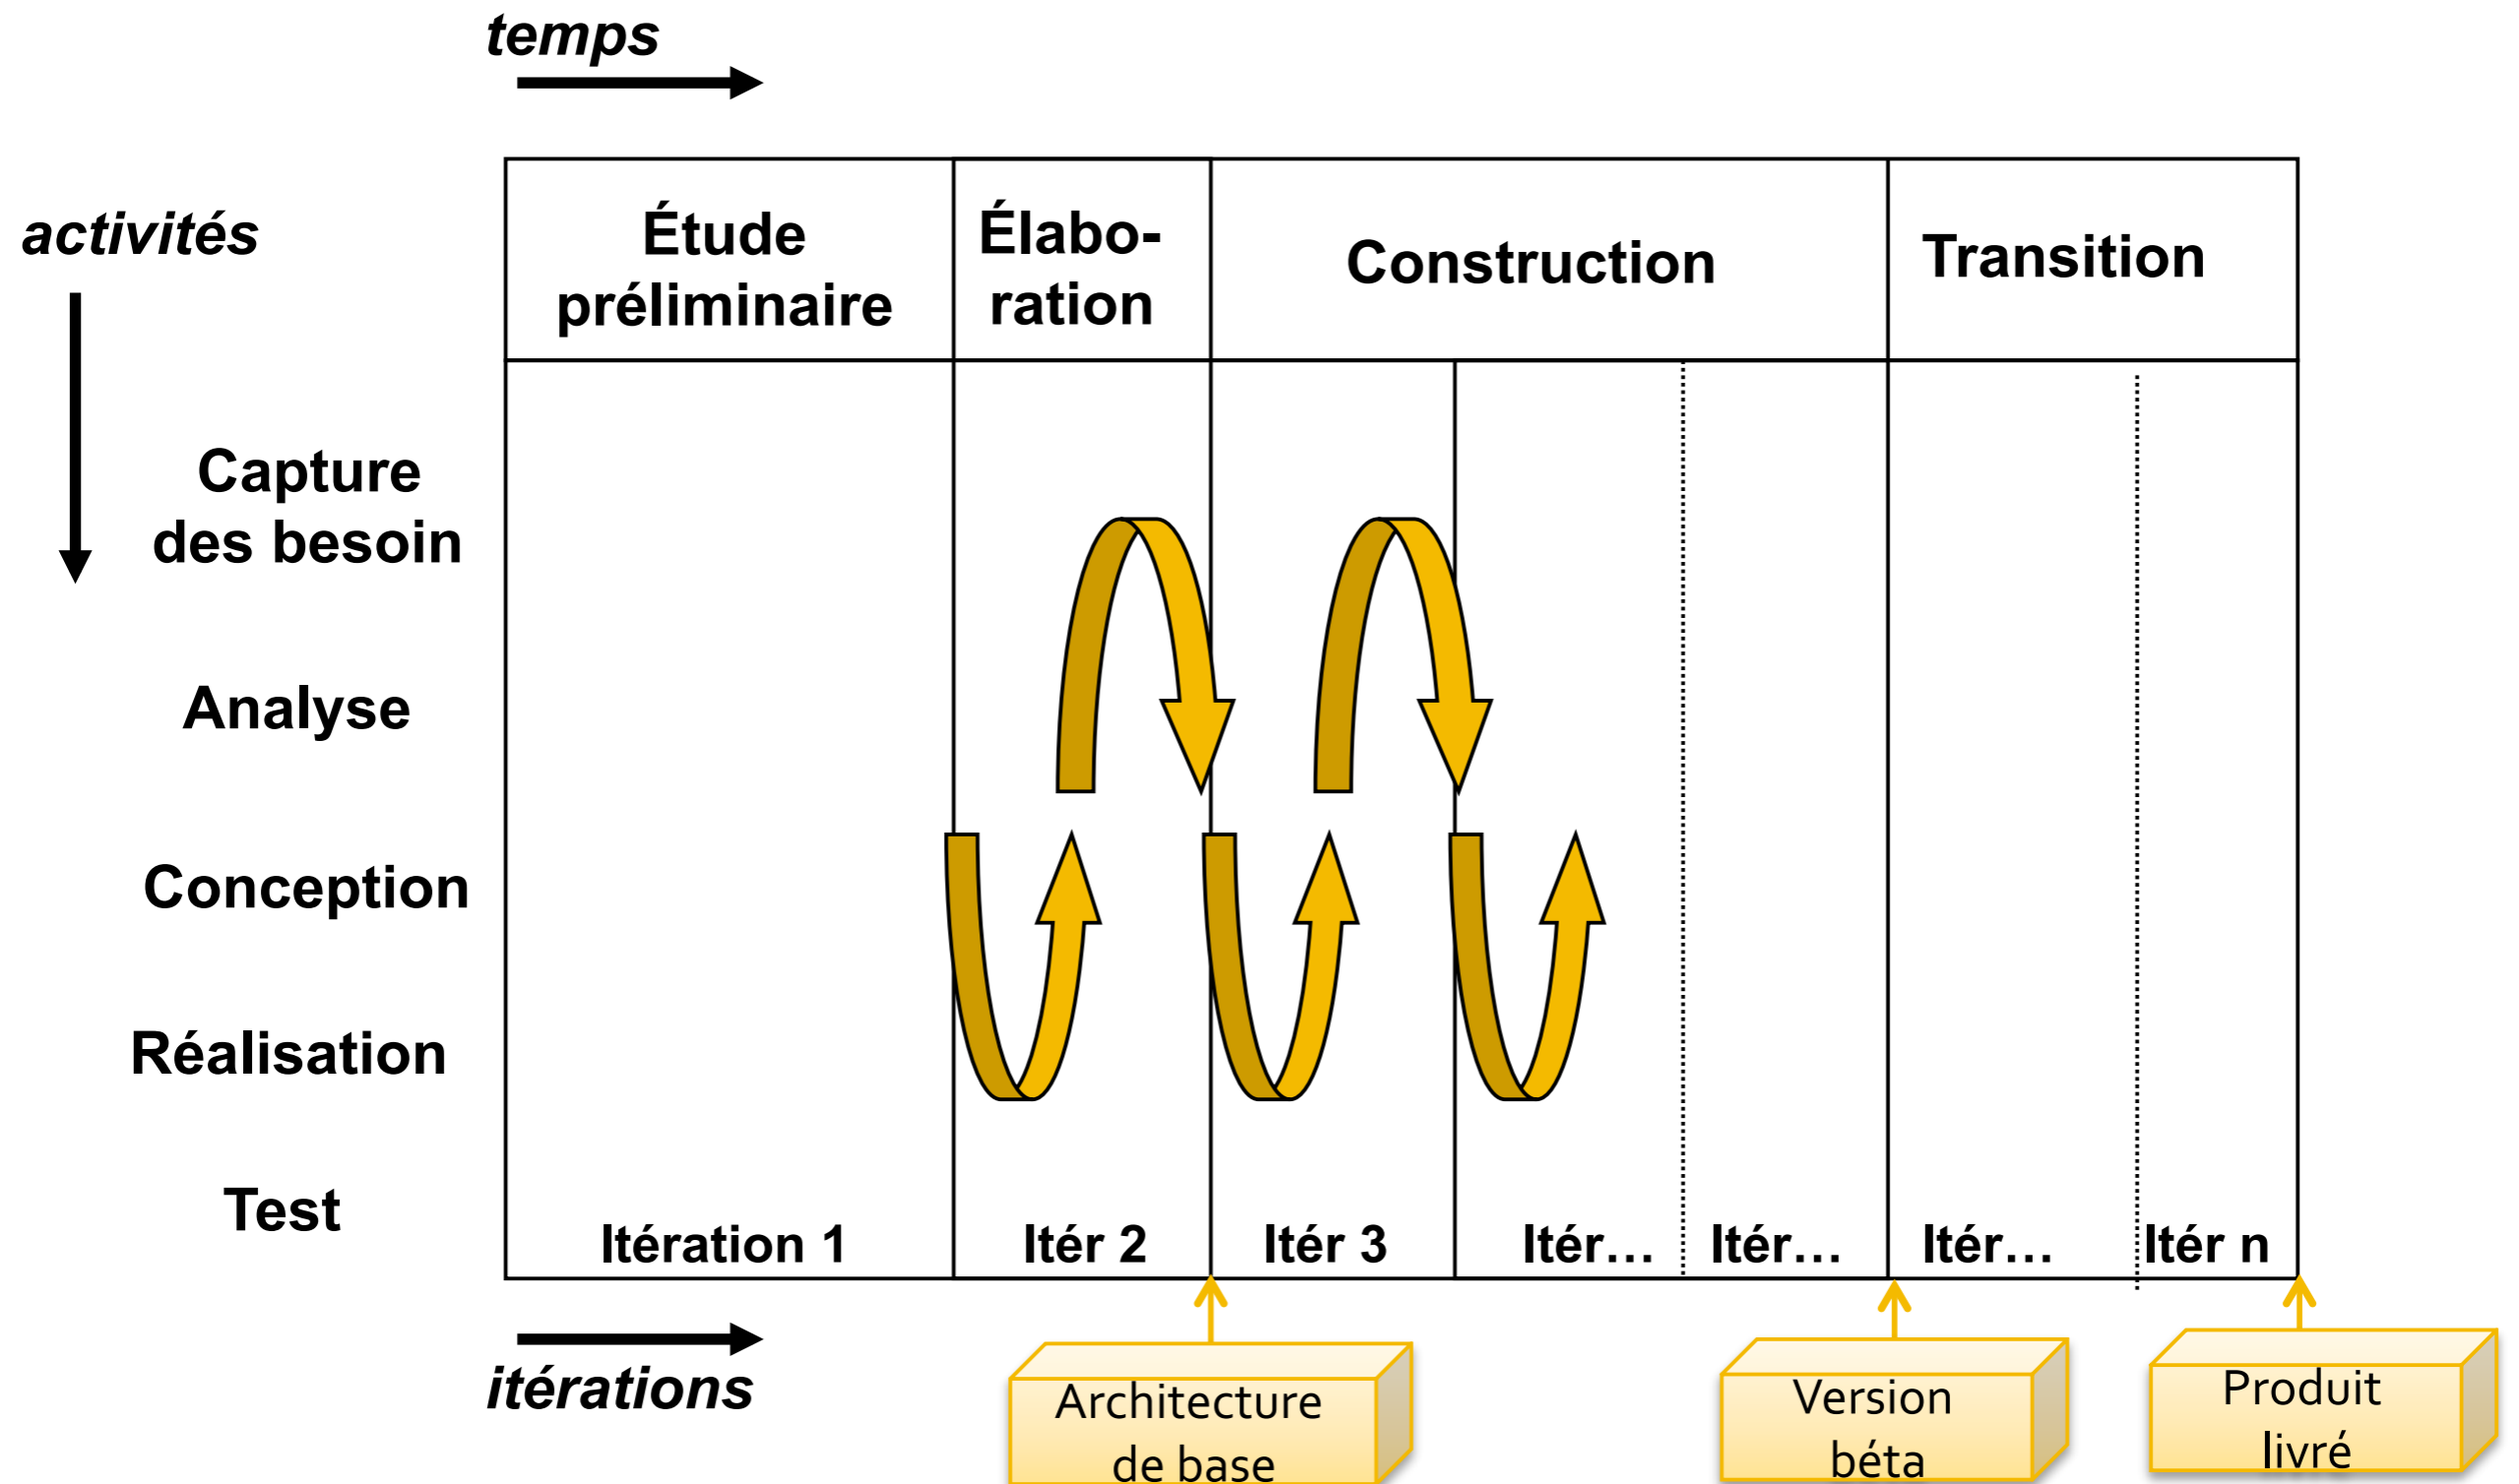 temps
activités
Étude
préliminaire
Élabo-
ration
Construction
Transition
Capture
des besoin
Analyse
Conception
Réalisation
Test
Itération 1
Itér 2
Itér 3
Itér…
Itér…
Itér…
Itér n
itérations
Architecture
de base
Version
béta
Produit
livré